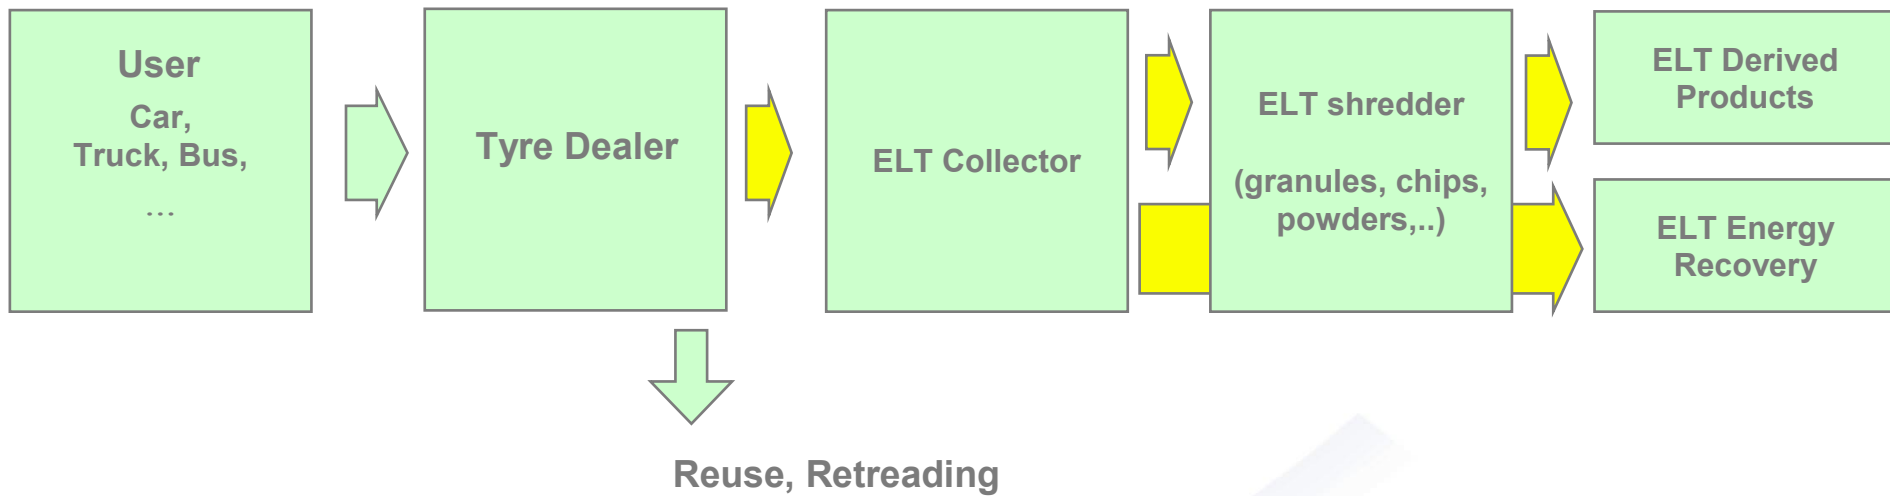 User
Car,
Truck, Bus,
...
Tyre Dealer
ELT Collector
ELT shredder
(granules, chips,
powders,..)
ELT Derived
Products
ELT Energy
Recovery
Reuse, Retreading